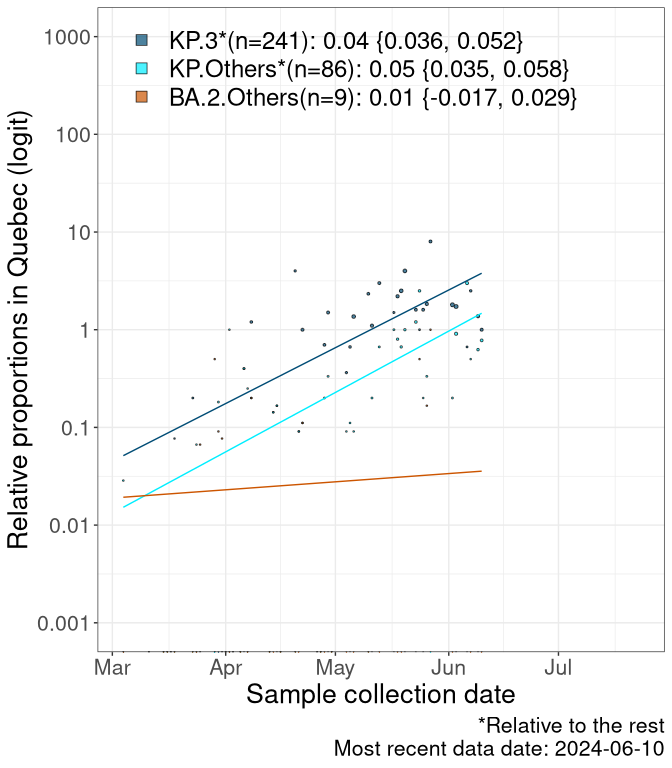 KP.3*(n=241): 0.04 {0.036, 0.052}
KP.Others*(n=86): 0.05 {0.035, 0.058}
BA.2.Others(n=9): 0.01 {-0.017, 0.029}
Relative proportions in Quebec (logit)
1000
100
10
1
0.1
0.01
0.001
Mar Apr May Jun Jul
Sample collection date
*Relative to the rest
Most recent data date: 2024-06-10